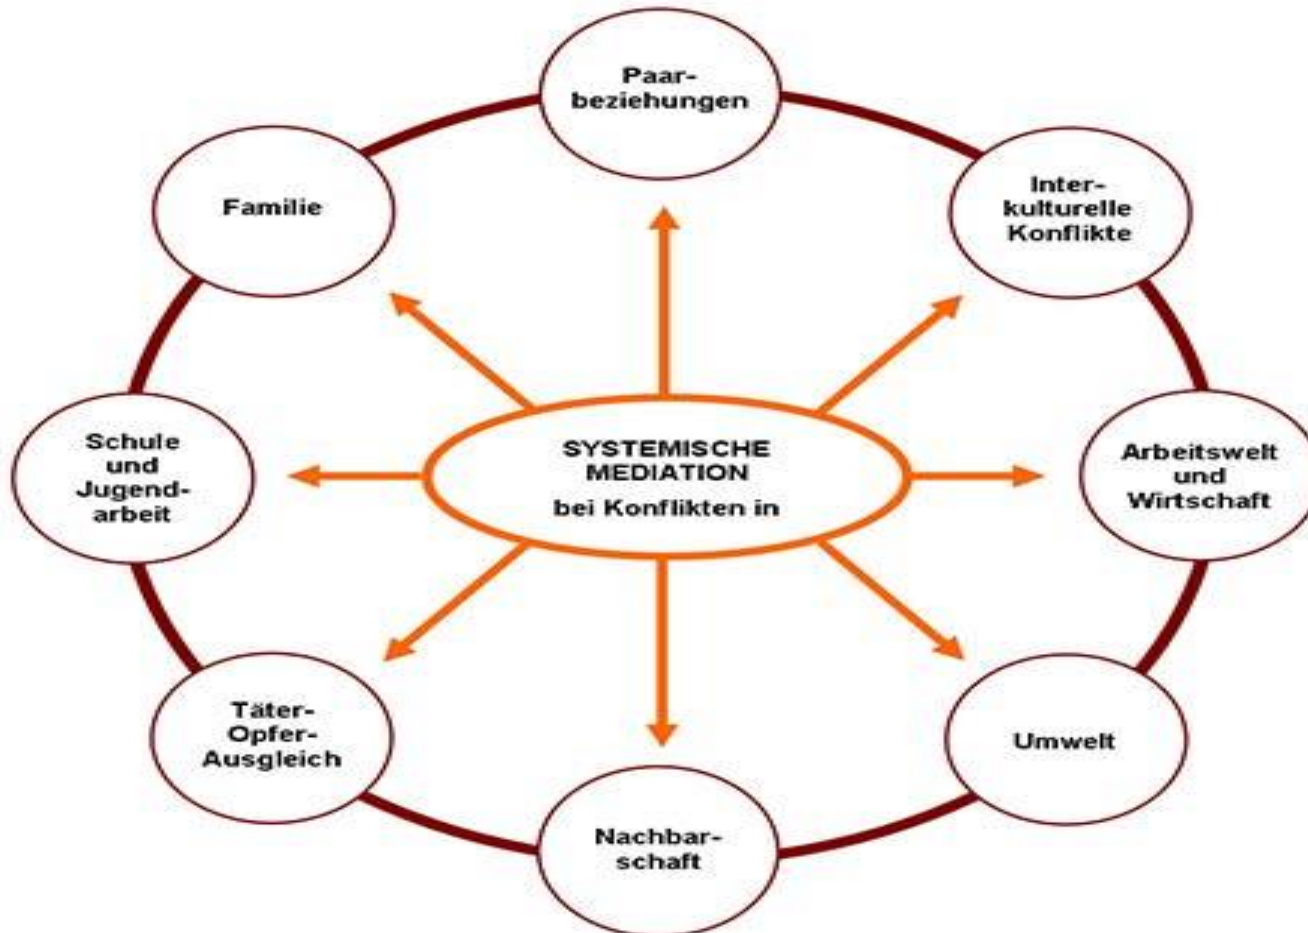 Paar-
beziehungen
Inter-
kulturelle
Konflikte
Arbeitswelt
und
Wirtschaft
Umwelt
Nachbar-
schaft
Täter-
Opfer-
Ausgleich
Schule
und
Jugend-
arbeit
Familie
SYSTEMISCHE
MEDIATION
bei Konflikten in